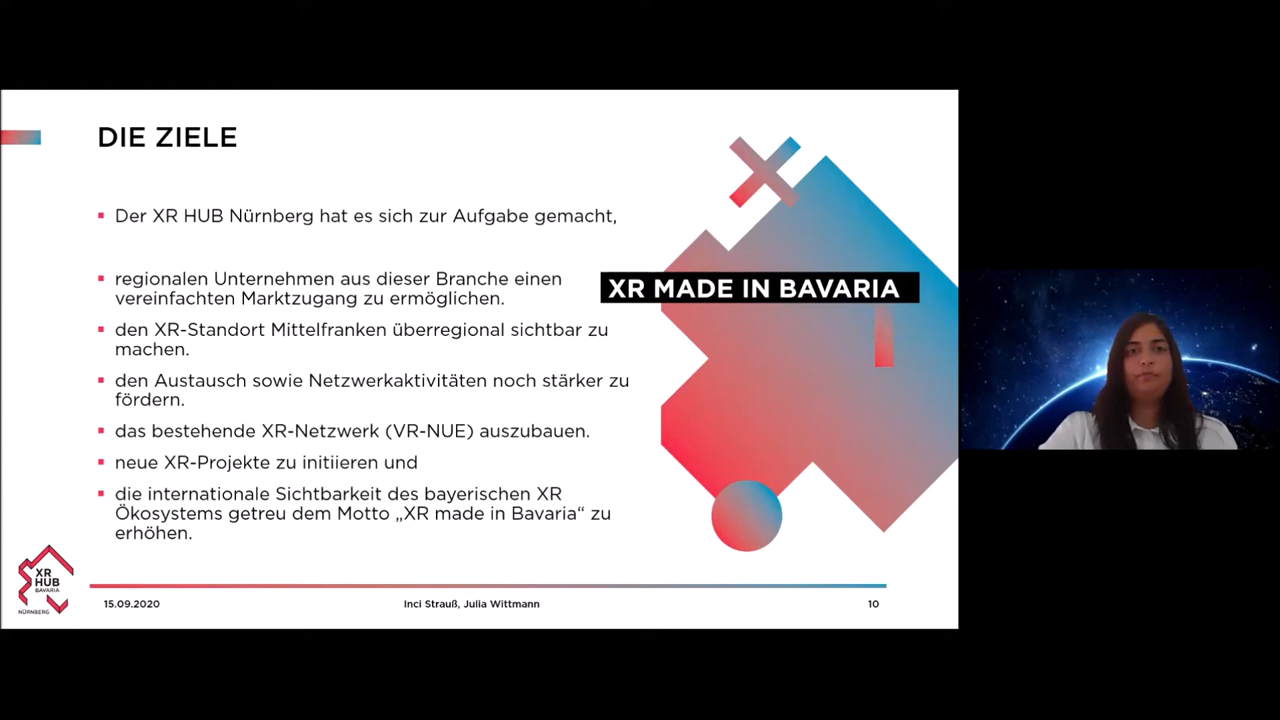 DIE ZIELE
Der XR HUB Nürnberg hat es sich zur Aufgabe gemacht,
regionalen Unternehmen aus dieser Branche einen
vereinfachten Marktzugang zu ermöglichen.
den XR-Standort Mittelfranken überregional sichtbar zu
machen.
den Austausch sowie Netzwerkaktivitäten noch stärker zu
fördern.
das bestehende XR-Netzwerk (VR-NUE) auszubauen.
neue XR-Projekte zu initiieren und
die internationale Sichtbarkeit des bayerischen XR
Ökosystems getreu dem Motto „XR made in Bavaria“ zu
erhöhen.
XR MADE IN BAVARIA
XR
HUB
BAVARIA
NÜRNBERG
15.09.2020
Inci Strauß, Julia Wittmann
10